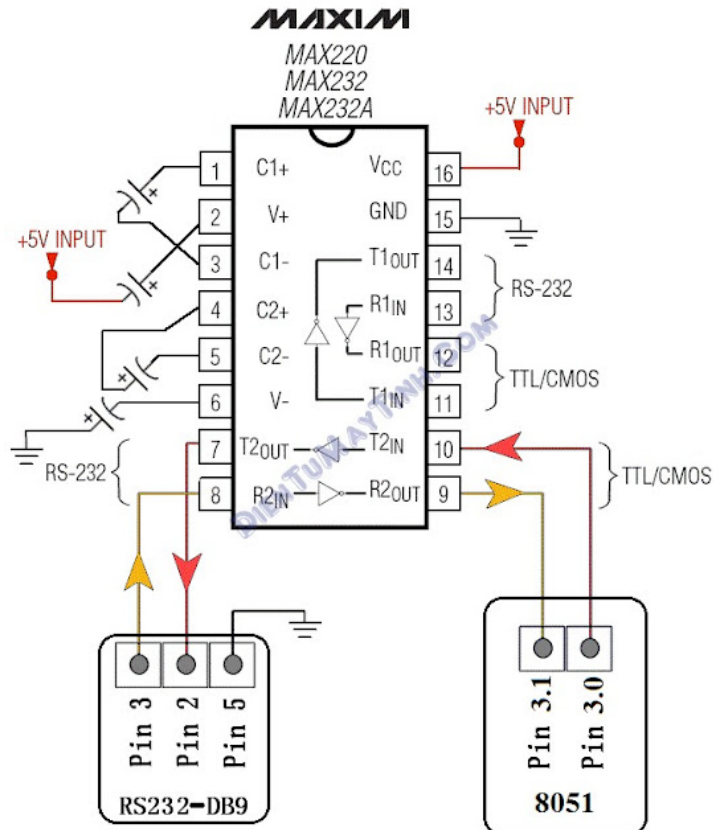 MAXIM
MAX220
MAX232
MAX232A
+5V INPUT
+5V INPUT
1 C1+ VCC 16
2 V+ GND 15
3 C1- T1OUT 14
4 C2+ R1IN 13
5 C2- R1OUT 12
6 V- T1IN 11
7 T2OUT T2IN 10
8 R2IN R2OUT 9
RS-232
TTL/CMOS
RS-232
TTL/CMOS
DIENTUMAYTINH.COM
Pin 3
Pin 2
Pin 5
RS232-DB9
Pin 3.1
Pin 3.0
8051